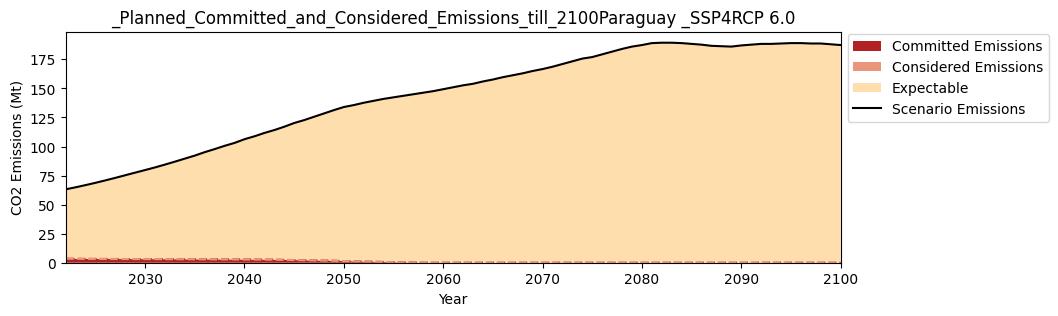 _Planned_Committed_and_Considered_Emissions_till_2100Paraguay _SSP4RCP 6.0
CO2 Emissions (Mt)
175
150
125
100
75
50
25
0
2030 2040 2050 2060 2070 2080 2090 2100
Year
Committed Emissions
Considered Emissions
Expectable
Scenario Emissions